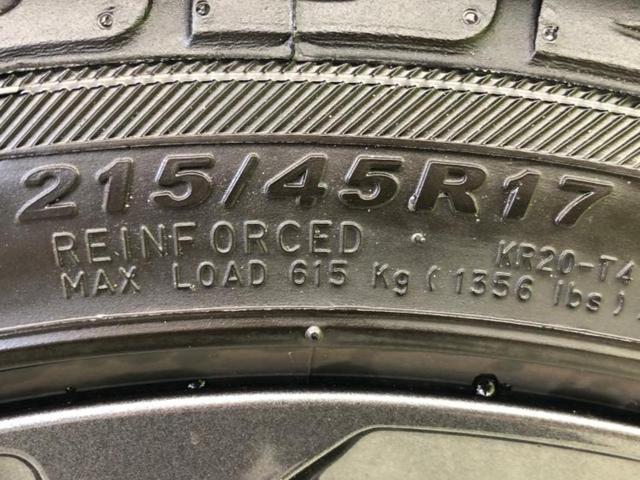 215/45R17
REINFORCED KR20-T4
MAX LOAD 615 Kg (1356 lbs)